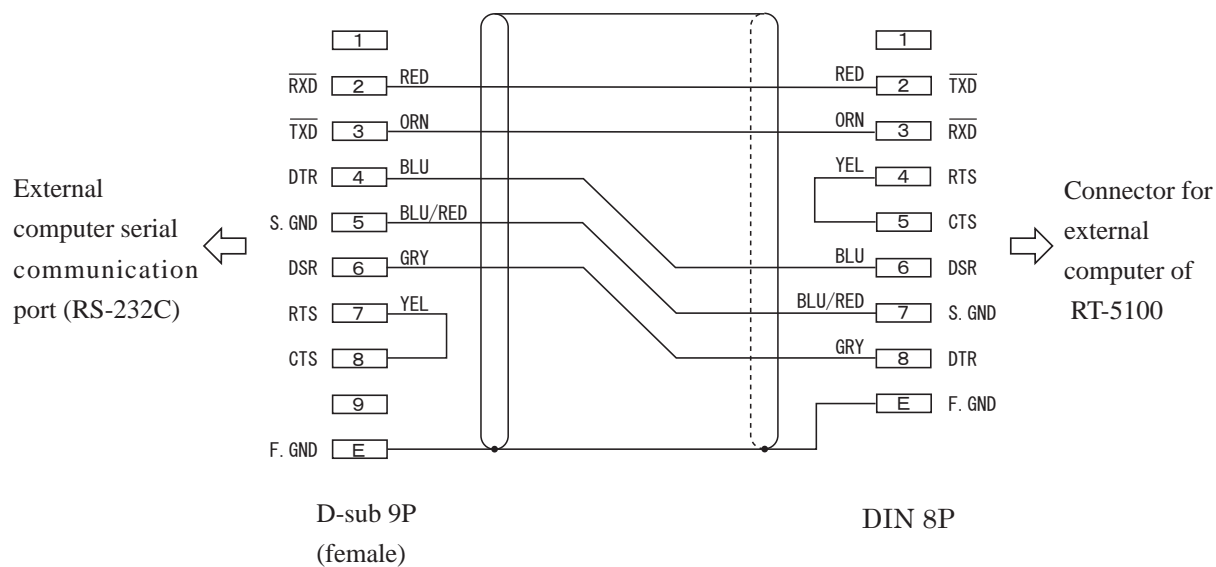 1 1
RXD 2 RED RED 2 TXD
TXD 3 ORN ORN 3 RXD
DTR 4 BLU YEL 4 RTS
S.GND 5 BLU/RED 5 CTS
DSR 6 GRY BLU 6 DSR
RTS 7 YEL BLU/RED 7 S.GND
CTS 8 GRY 8 DTR
9 E F.GND
F.GND E
External
computer serial
communication
port (RS-232C)
Connector for
external
computer of
RT-5100
D-sub 9P
(female)
DIN 8P